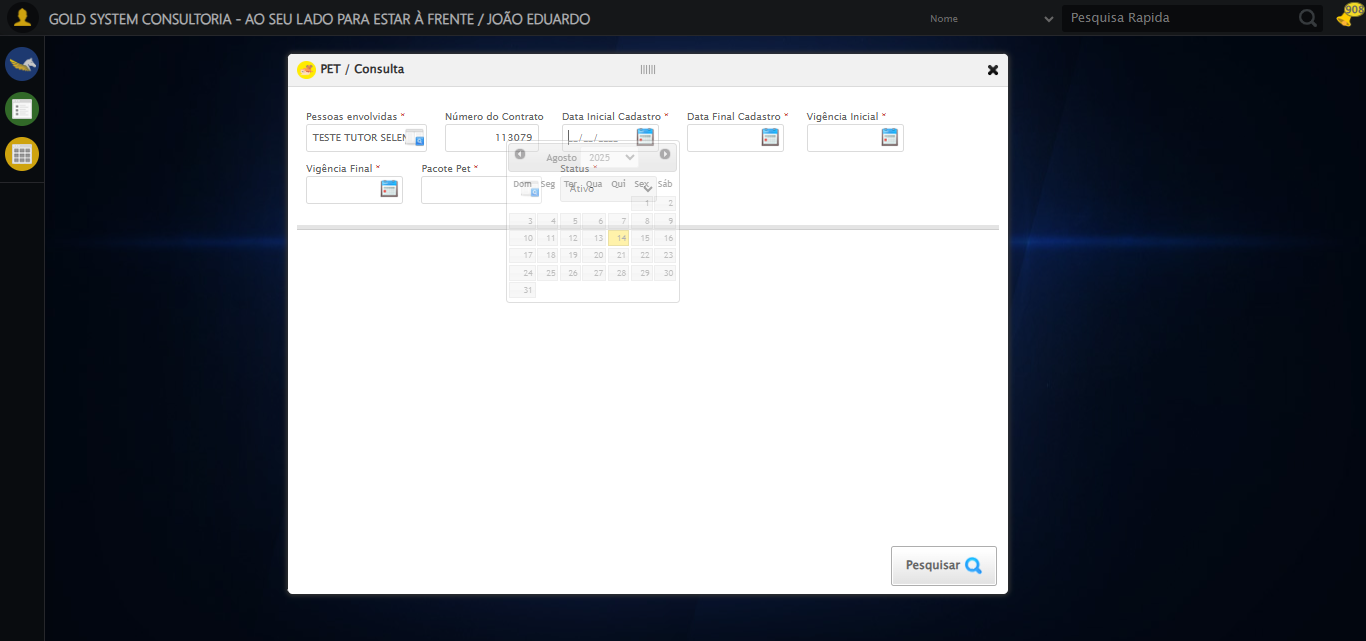 GOLD SYSTEM CONSULTORIA - AO SEU LADO PARA ESTAR À FRENTE / JOÃO EDUARDO
Nome
Pesquisa Rapida
908
PET / Consulta
Pessoas envolvidas *
Número do Contrato
Data Inicial Cadastro *
Data Final Cadastro *
Vigência Inicial *
TESTE TUTOR SELEN
113079
__/__/____
Vigência Final *
Pacote Pet *
Status *
Ativo
Agosto 2025
Dom Seg Ter Qua Qui Sex Sáb
1 2
3 4 5 6 7 8 9
10 11 12 13 14 15 16
17 18 19 20 21 22 23
24 25 26 27 28 29 30
31
Pesquisar